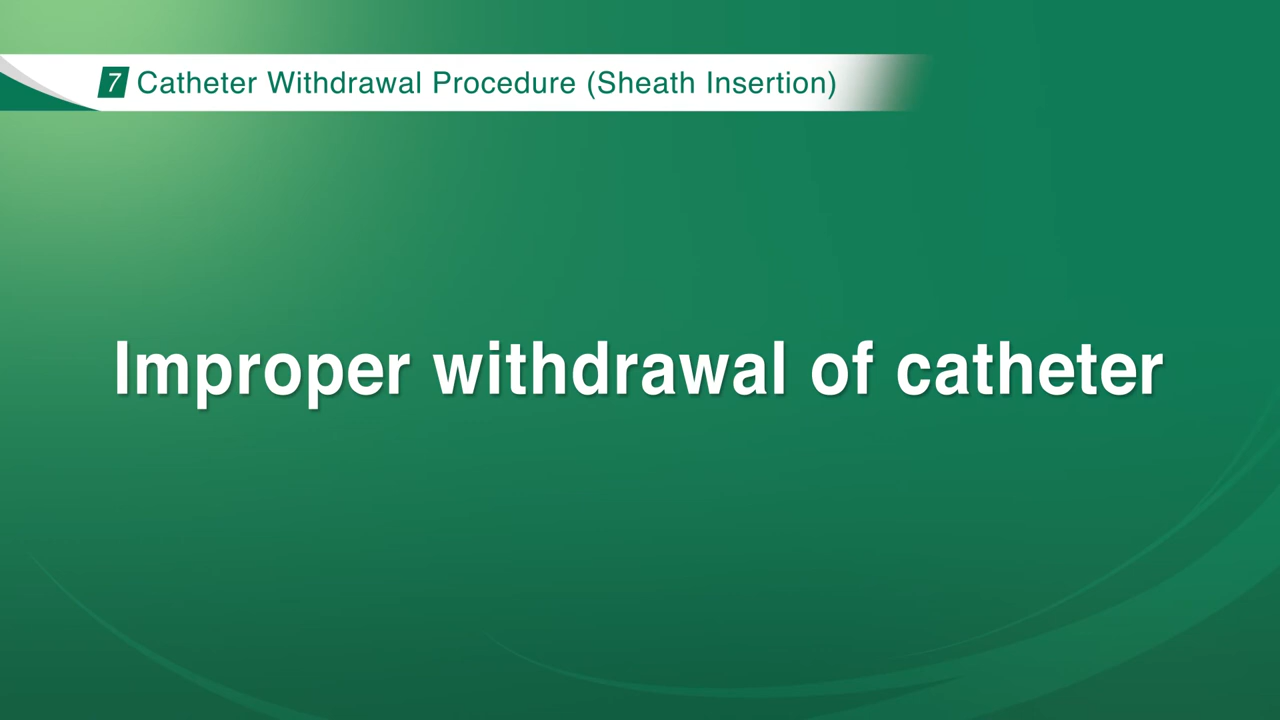 7 Catheter Withdrawal Procedure (Sheath Insertion)
Improper withdrawal of catheter